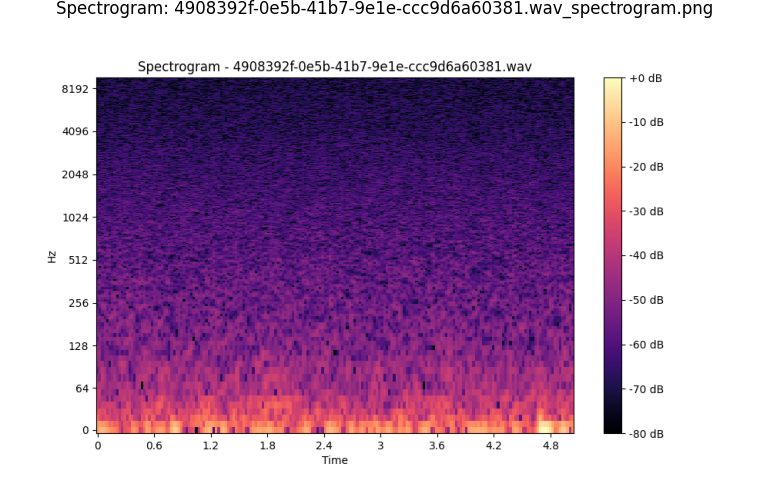 Spectrogram: 4908392f-0e5b-41b7-9e1e-ccc9d6a60381.wav_spectrogram.png
Spectrogram - 4908392f-0e5b-41b7-9e1e-ccc9d6a60381.wav
8192
4096
2048
1024
512
256
128
64
0
Hz
0 0.6 1.2 1.8 2.4 3 3.6 4.2 4.8
Time
+0 dB
-10 dB
-20 dB
-30 dB
-40 dB
-50 dB
-60 dB
-70 dB
-80 dB